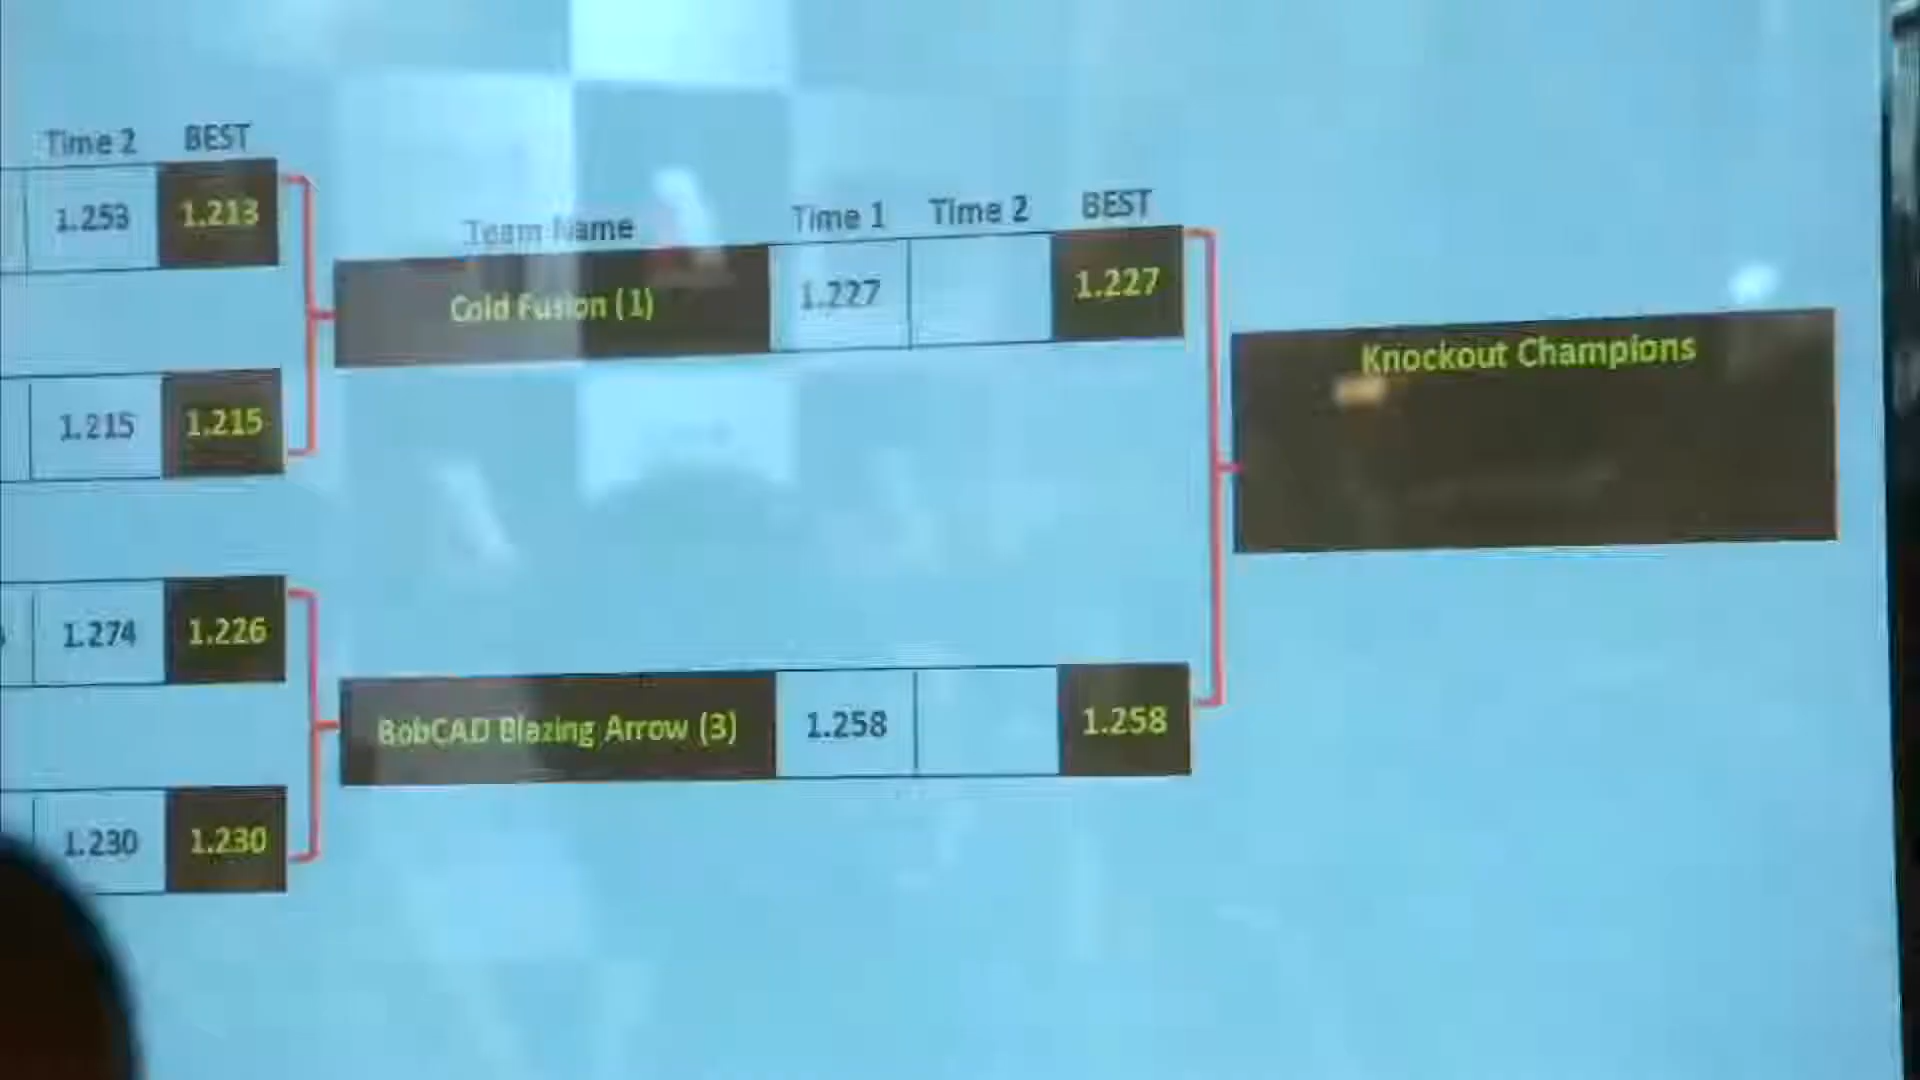 Time 2 BEST
1.253 1.213
Team Name Time 1 Time 2 BEST
Cold Fusion (1) 1.227 1.227
Knockout Champions
1.215 1.215
1.274 1.226
BobCAD Blazing Arrow (3) 1.258 1.258
1.230 1.230